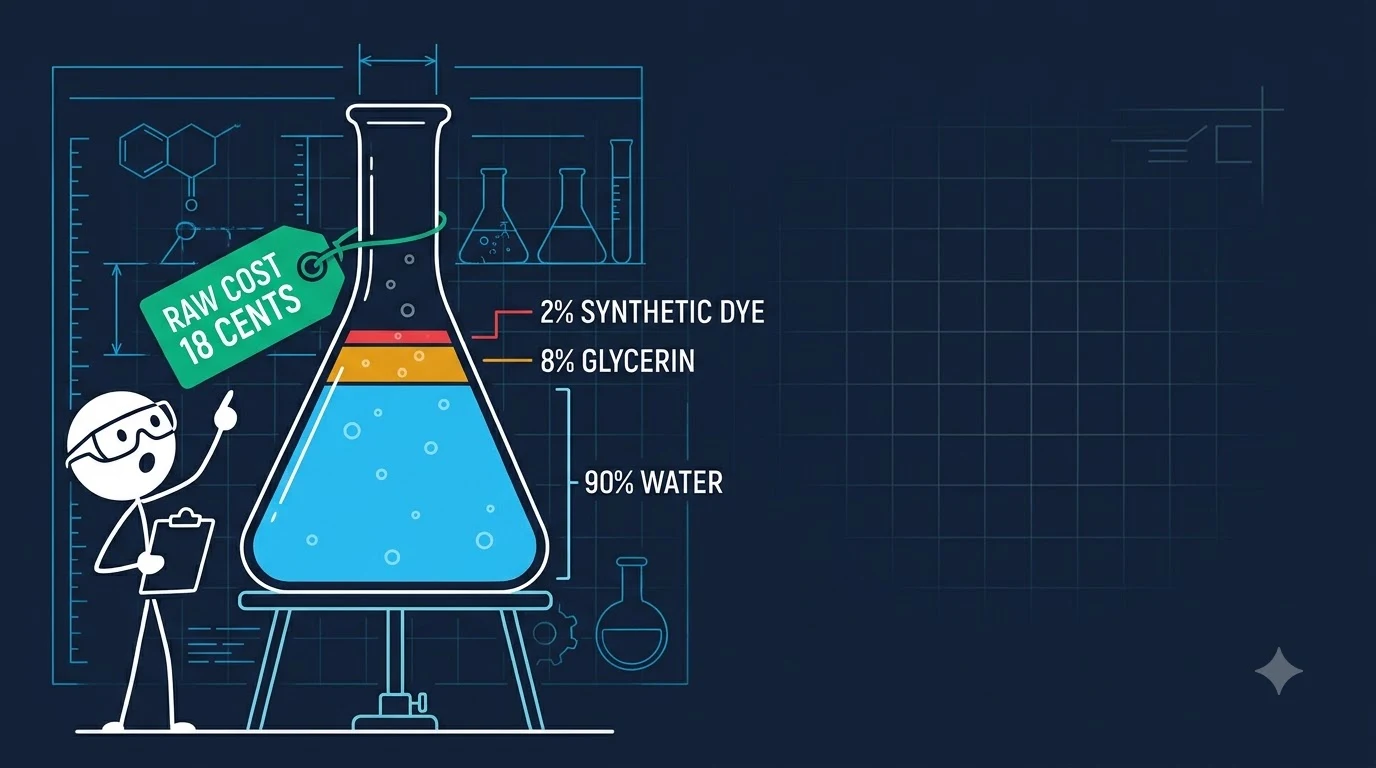 RAW COST
18 CENTS
2% SYNTHETIC DYE
8% GLYCERIN
90% WATER